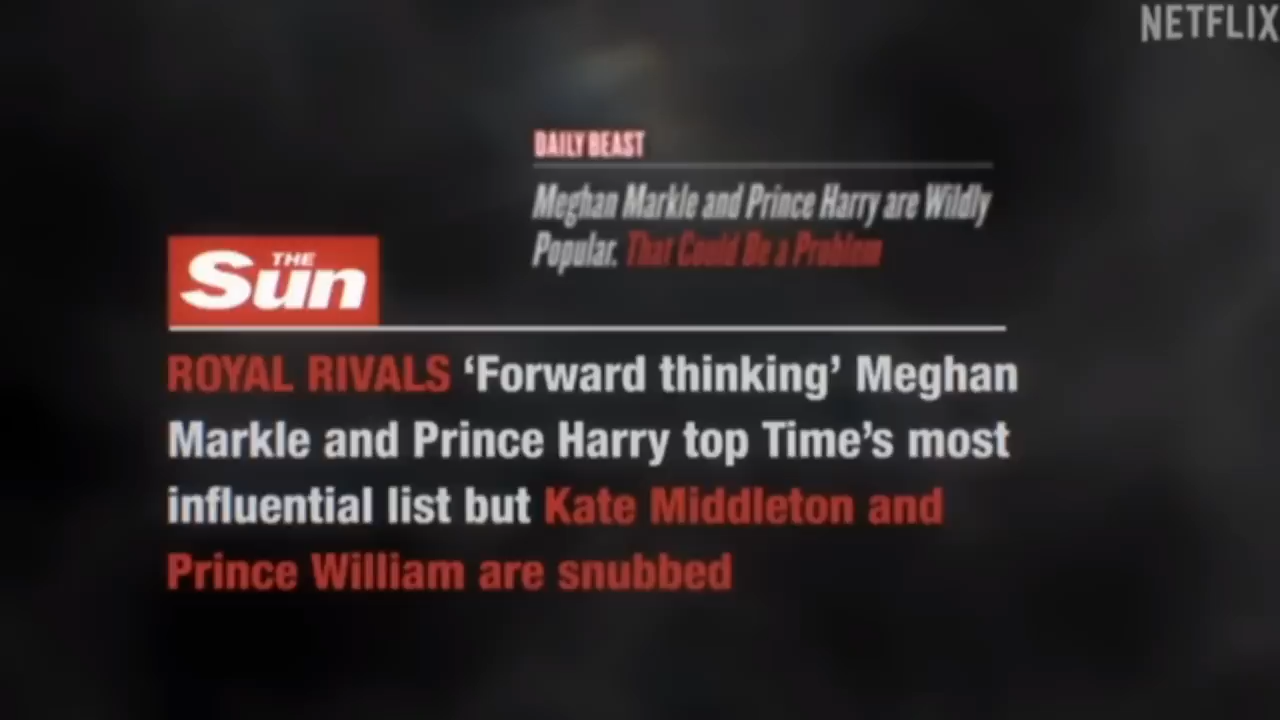 NETFLIX
DAILY BEAST
Meghan Markle and Prince Harry are Wildly
Popular. That Could Be a Problem
THE
Sun
ROYAL RIVALS ‘Forward thinking’ Meghan
Markle and Prince Harry top Time’s most
influential list but Kate Middleton and
Prince William are snubbed